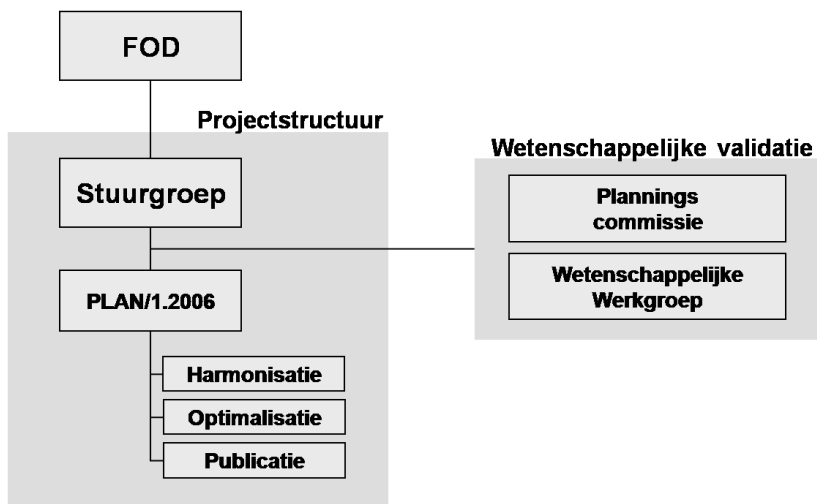 FOD
Projectstructuur
Stuurgroep
PLAN/1.2006
Harmonisatie
Optimalisatie
Publicatie
Wetenschappelijke validatie
Plannings
commissie
Wetenschappelijke
Werkgroep